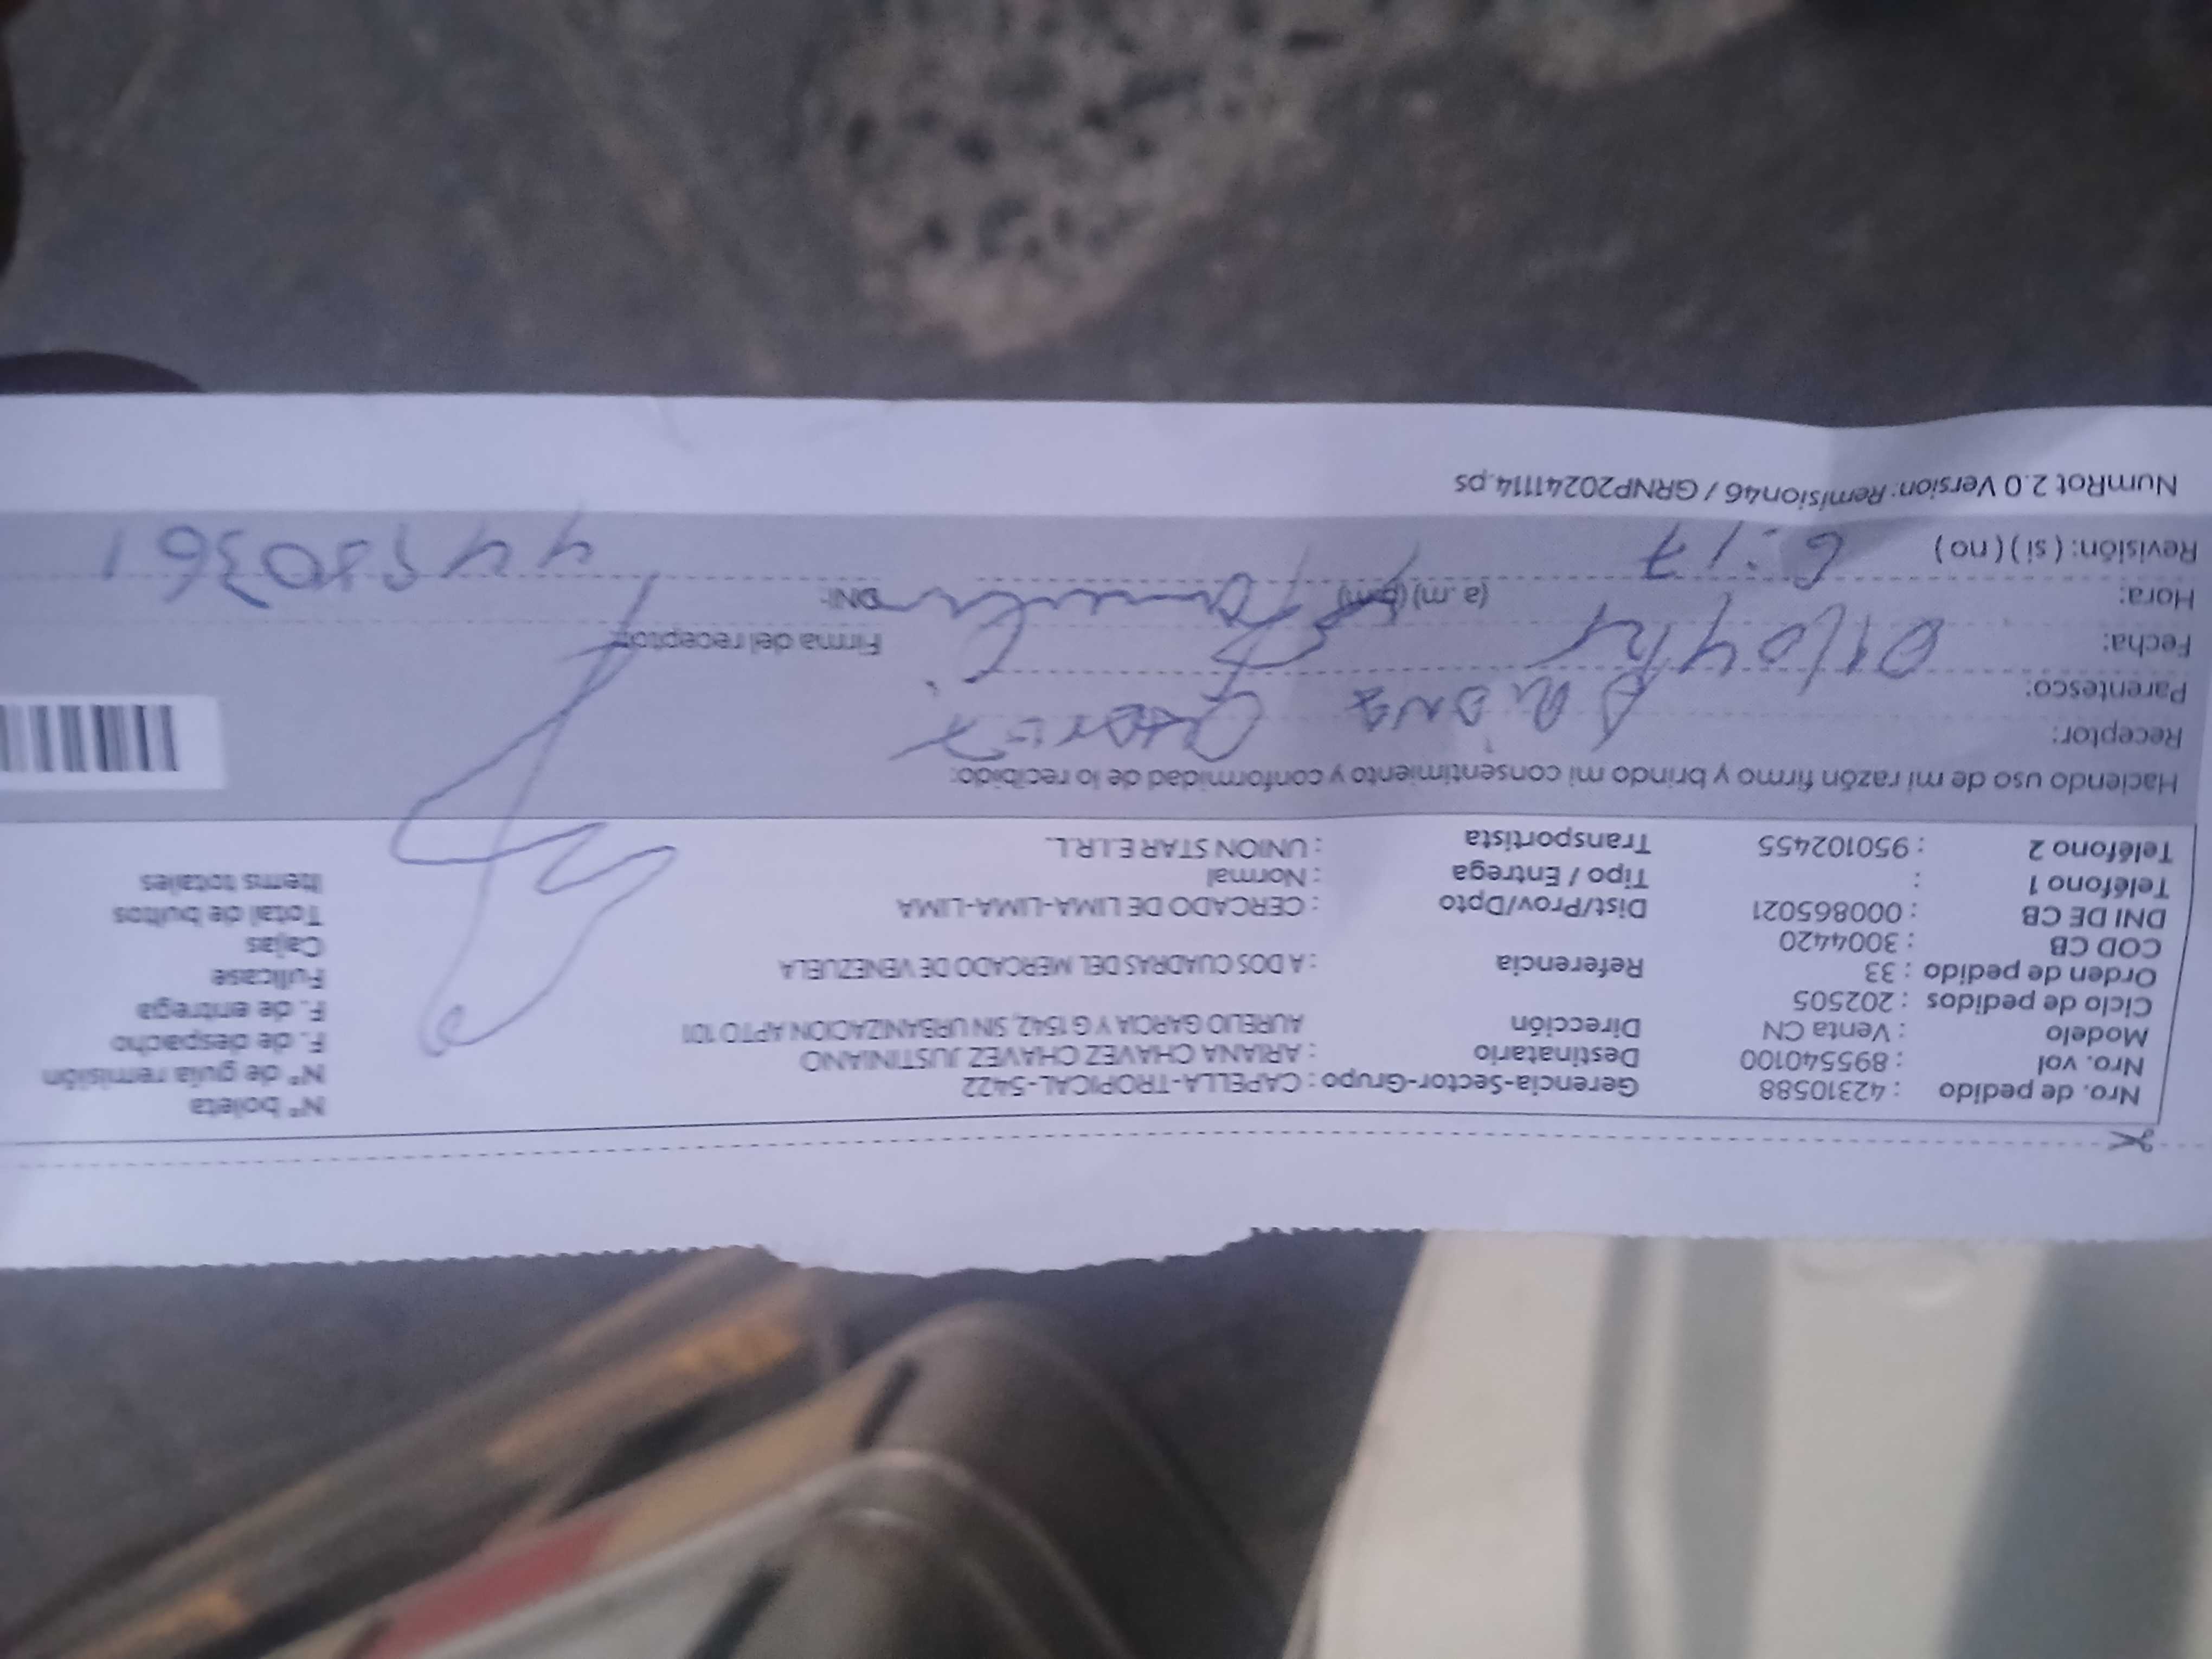 Nro. de pedido : 42310588 Gerencia-Sector-Grupo : CAPELLA-TROPICAL-5422 N° boleta
Nro. vol : 895540100 Destinatario : ARIANA CHAVEZ CHAVEZ JUSTINIANO N° de guía remisión
Modelo : Venta CN Dirección AURELIO GARCIA Y G 1542, SIN URBANIZACION APTO 101 F. de despacho
Ciclo de pedidos : 202505 F. de entrega
Orden de pedido : 33 Referencia : A DOS CUADRAS DEL MERCADO DE VENEZUELA Fullcase
COD CB : 3004420 Cajas
DNI DE CB : 000865021 Dist/Prov/Dpto : CERCADO DE LIMA-LIMA-LIMA Total de bultos
Teléfono 1 : Tipo / Entrega : Normal Items totales
Teléfono 2 : 950102455 Transportista : UNION STAR E.I.R.L.
Haciendo uso de mi razón firmo y brindo mi consentimiento y conformidad de lo recibido:
Receptor:
Parentesco:
Fecha: 01/04/25 Firma del receptor
Hora: 6:17 (a.m) (p.m) DNI: 44580361
Revisión: ( si ) ( no )
NumRot 2.0 Version: Remision46 / GRNP20241114.ps